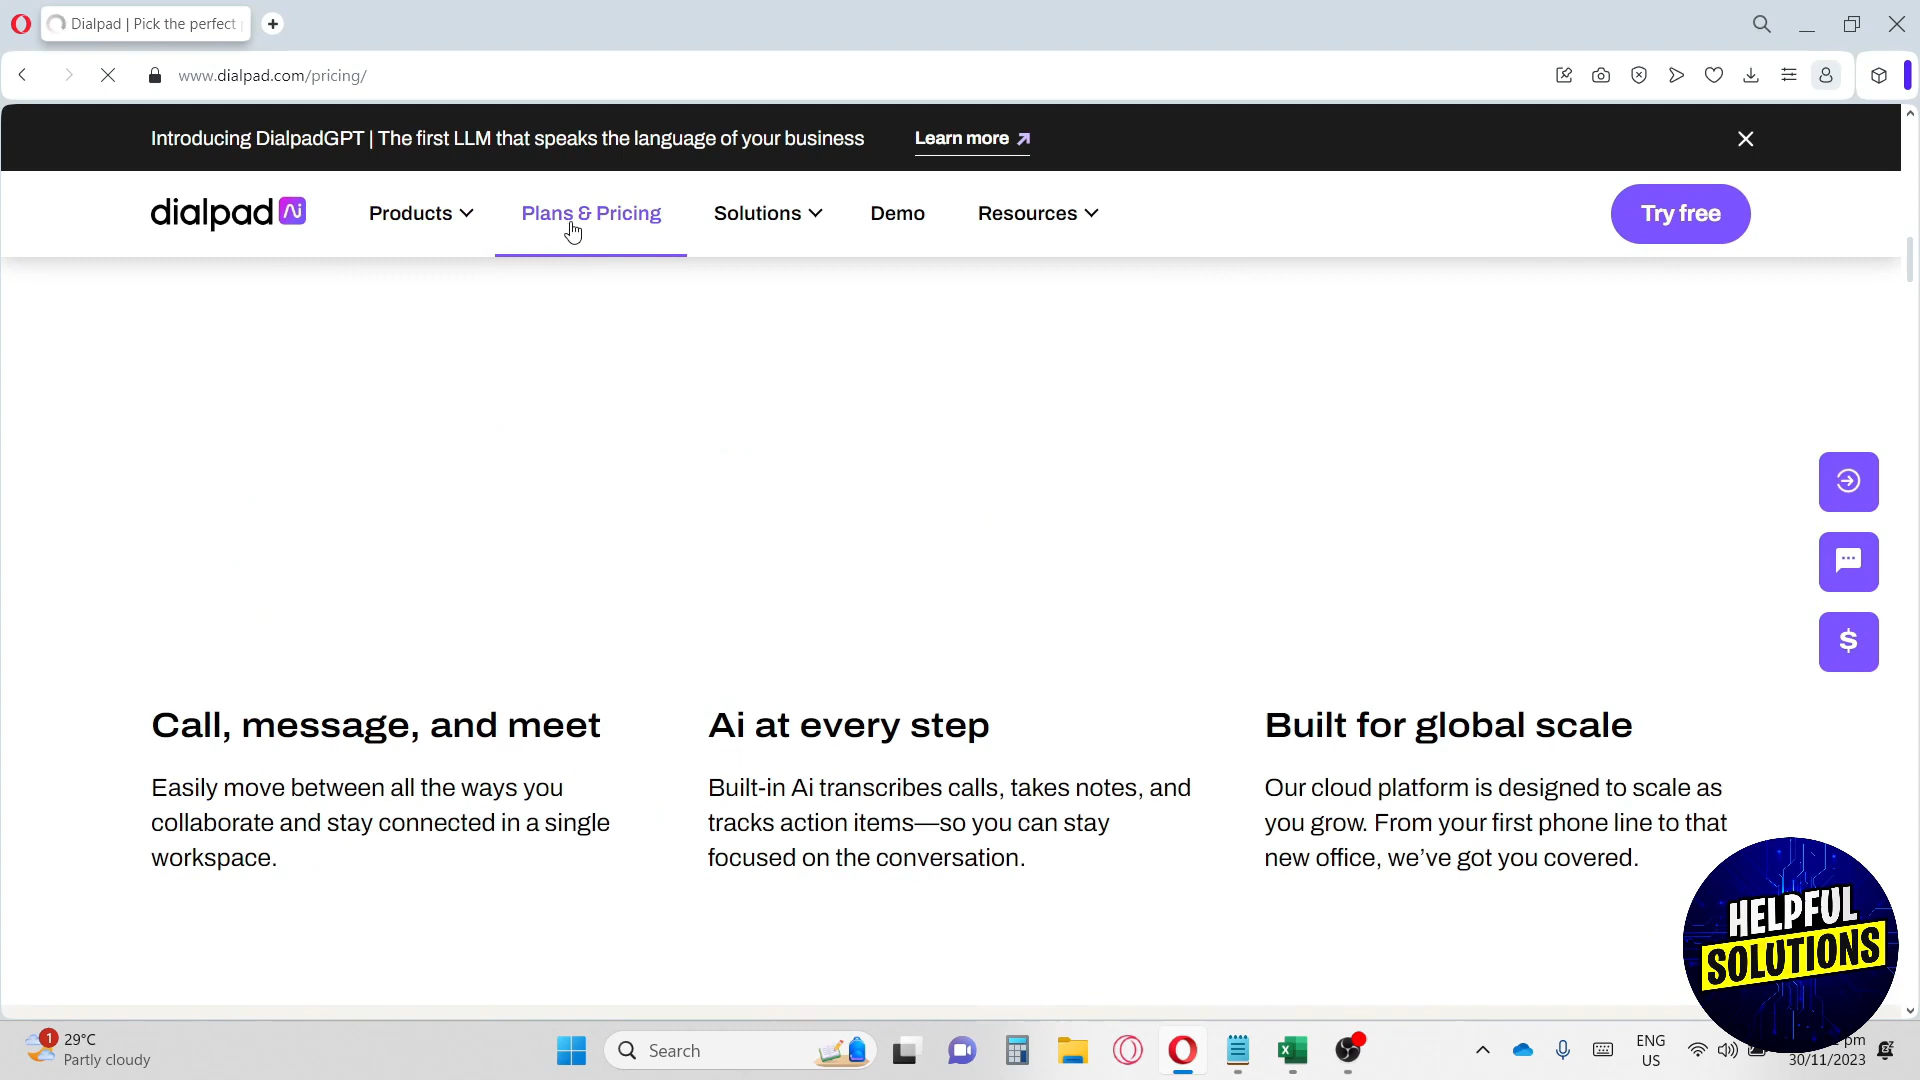 Dialpad | Pick the perfect
www.dialpad.com/pricing/
Introducing DialpadGPT | The first LLM that speaks the language of your business
Learn more
dialpad Ai
Products
Plans & Pricing
Solutions
Demo
Resources
Try free
$
Call, message, and meet
Easily move between all the ways you
collaborate and stay connected in a single
workspace.
Ai at every step
Built-in Ai transcribes calls, takes notes, and
tracks action items—so you can stay
focused on the conversation.
Built for global scale
Our cloud platform is designed to scale as
you grow. From your first phone line to that
new office, we've got you covered.
HELPFUL
SOLUTIONS
1
29°C
Partly cloudy
Search
ENG
US
pm
30/11/2023